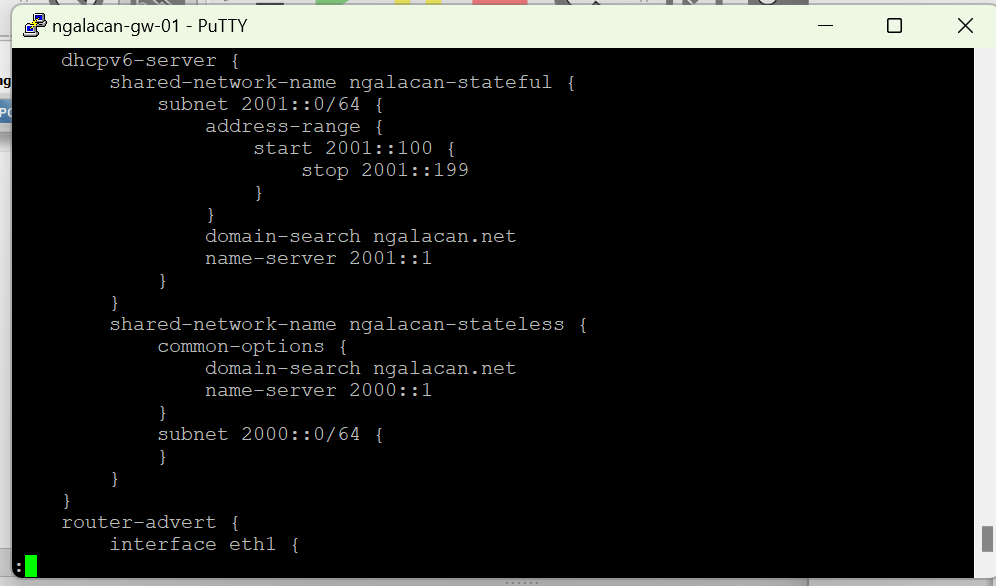 ngalacan-gw-01 - PuTTY
dhcpv6-server {
shared-network-name ngalacan-stateful {
subnet 2001::0/64 {
address-range {
start 2001::100 {
stop 2001::199
}
}
domain-search ngalacan.net
name-server 2001::1
}
}
shared-network-name ngalacan-stateless {
common-options {
domain-search ngalacan.net
name-server 2000::1
}
subnet 2000::0/64 {
}
}
}
router-advert {
interface eth1 {
: